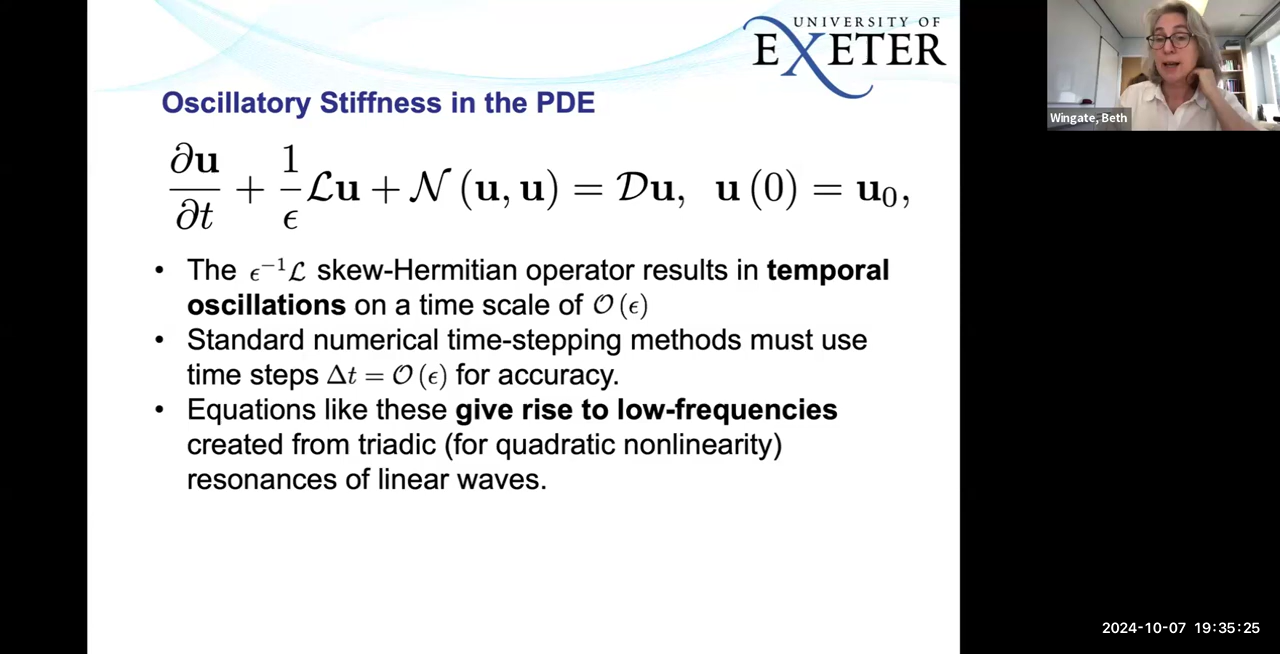 UNIVERSITY OF
EXETER
Wingate, Beth
Oscillatory Stiffness in the PDE
∂u/∂t + 1/ϵ ℒu + 𝒩(u, u) = 𝒟u, u(0) = u₀,
• The ϵ⁻¹ℒ skew-Hermitian operator results in temporal
oscillations on a time scale of 𝒪(ϵ)
• Standard numerical time-stepping methods must use
time steps Δt = 𝒪(ϵ) for accuracy.
• Equations like these give rise to low-frequencies
created from triadic (for quadratic nonlinearity)
resonances of linear waves.
2024-10-07 19:35:25